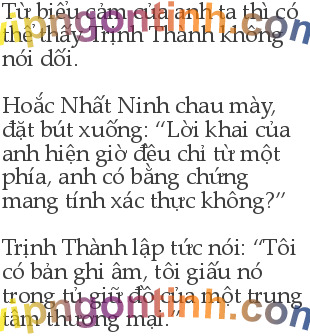 Từ biểu cảm của anh ta thì có
thể thấy Trịnh Thành không
nói dối.
Hoắc Nhất Ninh chau mày,
đặt bút xuống: “Lời khai của
anh hiện giờ đều chỉ từ một
phía, anh có bằng chứng
mang tính xác thực không?”
Trịnh Thành lập tức nói: “Tôi
có bản ghi âm, tôi giấu nó
trong tủ giữ đồ của một trung
tâm thương mại.”